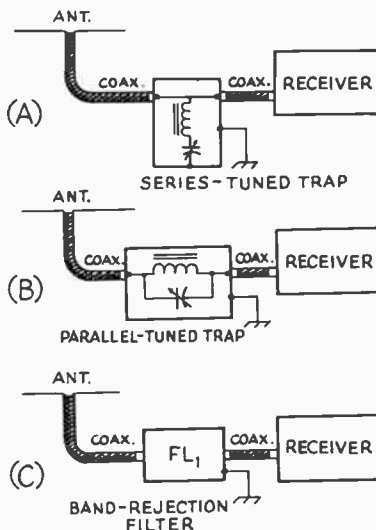 ANT.
COAX.
COAX.
RECEIVER
(A)
SERIES-TUNED TRAP
ANT.
COAX.
COAX.
RECEIVER
(B)
PARALLEL-TUNED TRAP
ANT.
COAX.
COAX.
RECEIVER
(C)
FL₁
BAND-REJECTION
FILTER